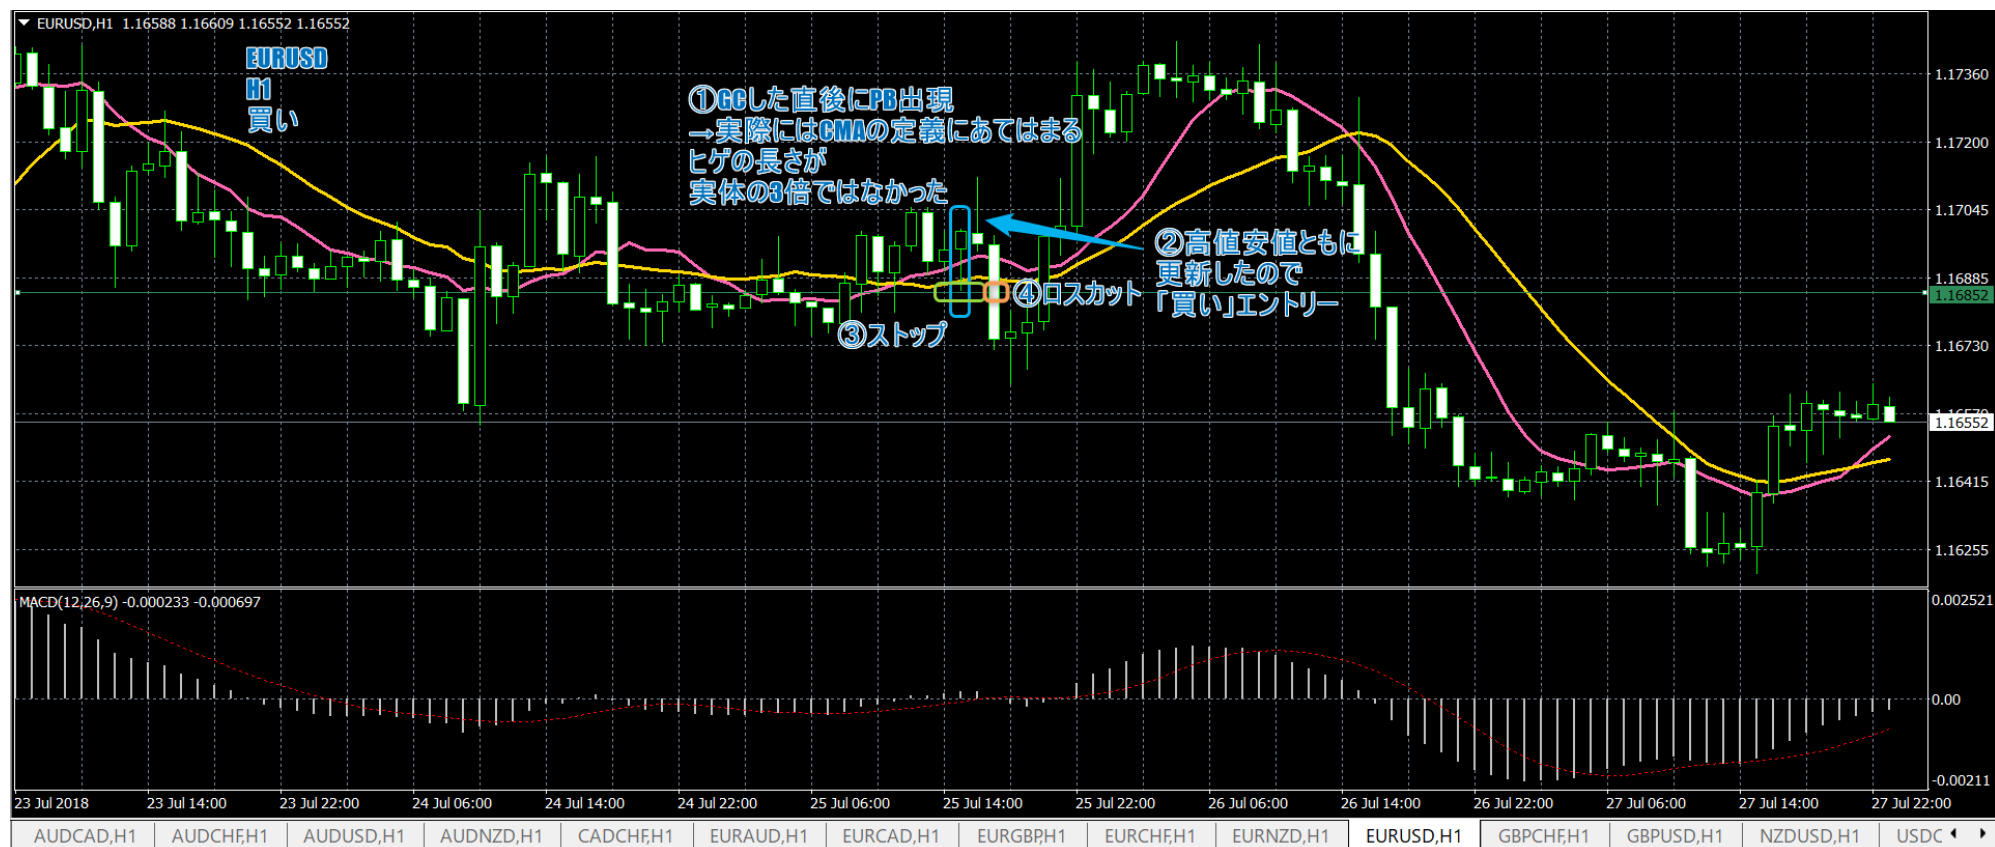 EURUSD,H1 1.16588 1.16609 1.16552 1.16552
EURUSD
H1
買い
①GCした直後にPB出現
→実際にはCMAの定義にあてはまる
ヒゲの長さが
実体の3倍ではなかった
②高値安値ともに
更新したので
「買い」エントリー
③ストップ
④ロスカット
1.17360
1.17200
1.17045
1.16885
1.16852
1.16730
1.16570
1.16552
1.16415
1.16255
MACD(12,26,9) -0.000233 -0.000697
0.002521
0.00
-0.00211
23 Jul 2018
23 Jul 14:00
23 Jul 22:00
24 Jul 06:00
24 Jul 14:00
24 Jul 22:00
25 Jul 06:00
25 Jul 14:00
25 Jul 22:00
26 Jul 06:00
26 Jul 14:00
26 Jul 22:00
27 Jul 06:00
27 Jul 14:00
27 Jul 22:00
AUDCAD,H1
AUDCHF,H1
AUDUSD,H1
AUDNZD,H1
CADCHF,H1
EURAUD,H1
EURCAD,H1
EURGBP,H1
EURCHF,H1
EURNZD,H1
EURUSD,H1
GBPCHF,H1
GBPUSD,H1
NZDUSD,H1
USDC